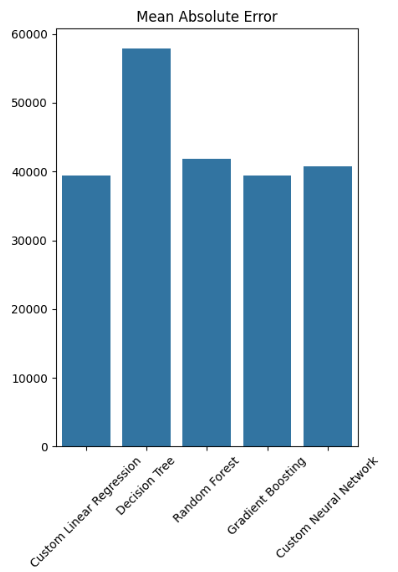 Mean Absolute Error
60000
50000
40000
30000
20000
10000
0
Custom Linear Regression
Decision Tree
Random Forest
Gradient Boosting
Custom Neural Network